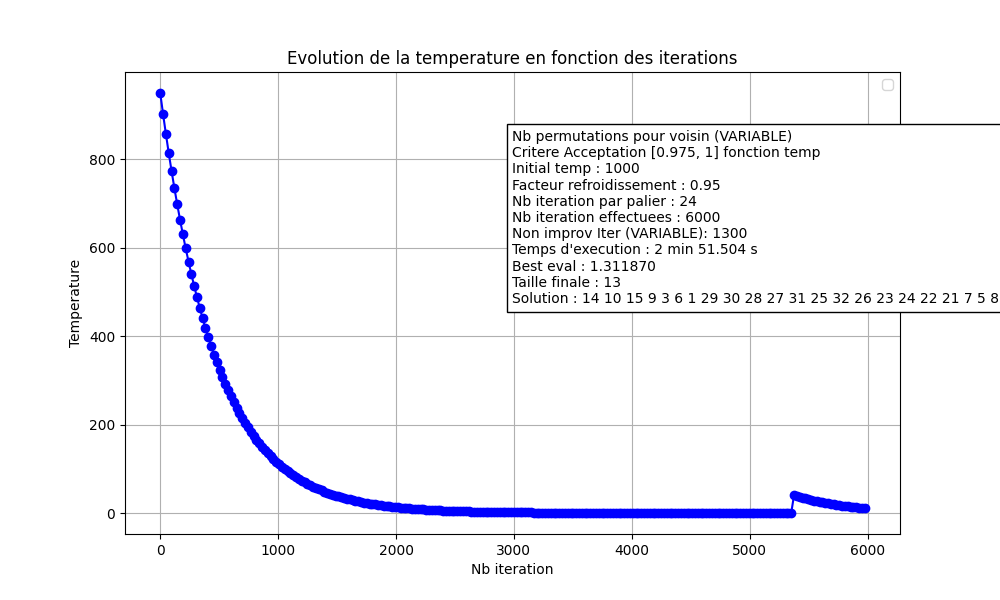 Evolution de la temperature en fonction des iterations
Nb permutations pour voisin (VARIABLE)
Critere Acceptation [0.975, 1] fonction temp
Initial temp : 1000
Facteur refroidissement : 0.95
Nb iteration par palier : 24
Nb iteration effectuees : 6000
Non improv Iter (VARIABLE): 1300
Temps d'execution : 2 min 51.504 s
Best eval : 1.311870
Taille finale : 13
Solution : 14 10 15 9 3 6 1 29 30 28 27 31 25 32 26 23 24 22 21 7 5 8
Temperature
800
600
400
200
0
0 1000 2000 3000 4000 5000 6000
Nb iteration